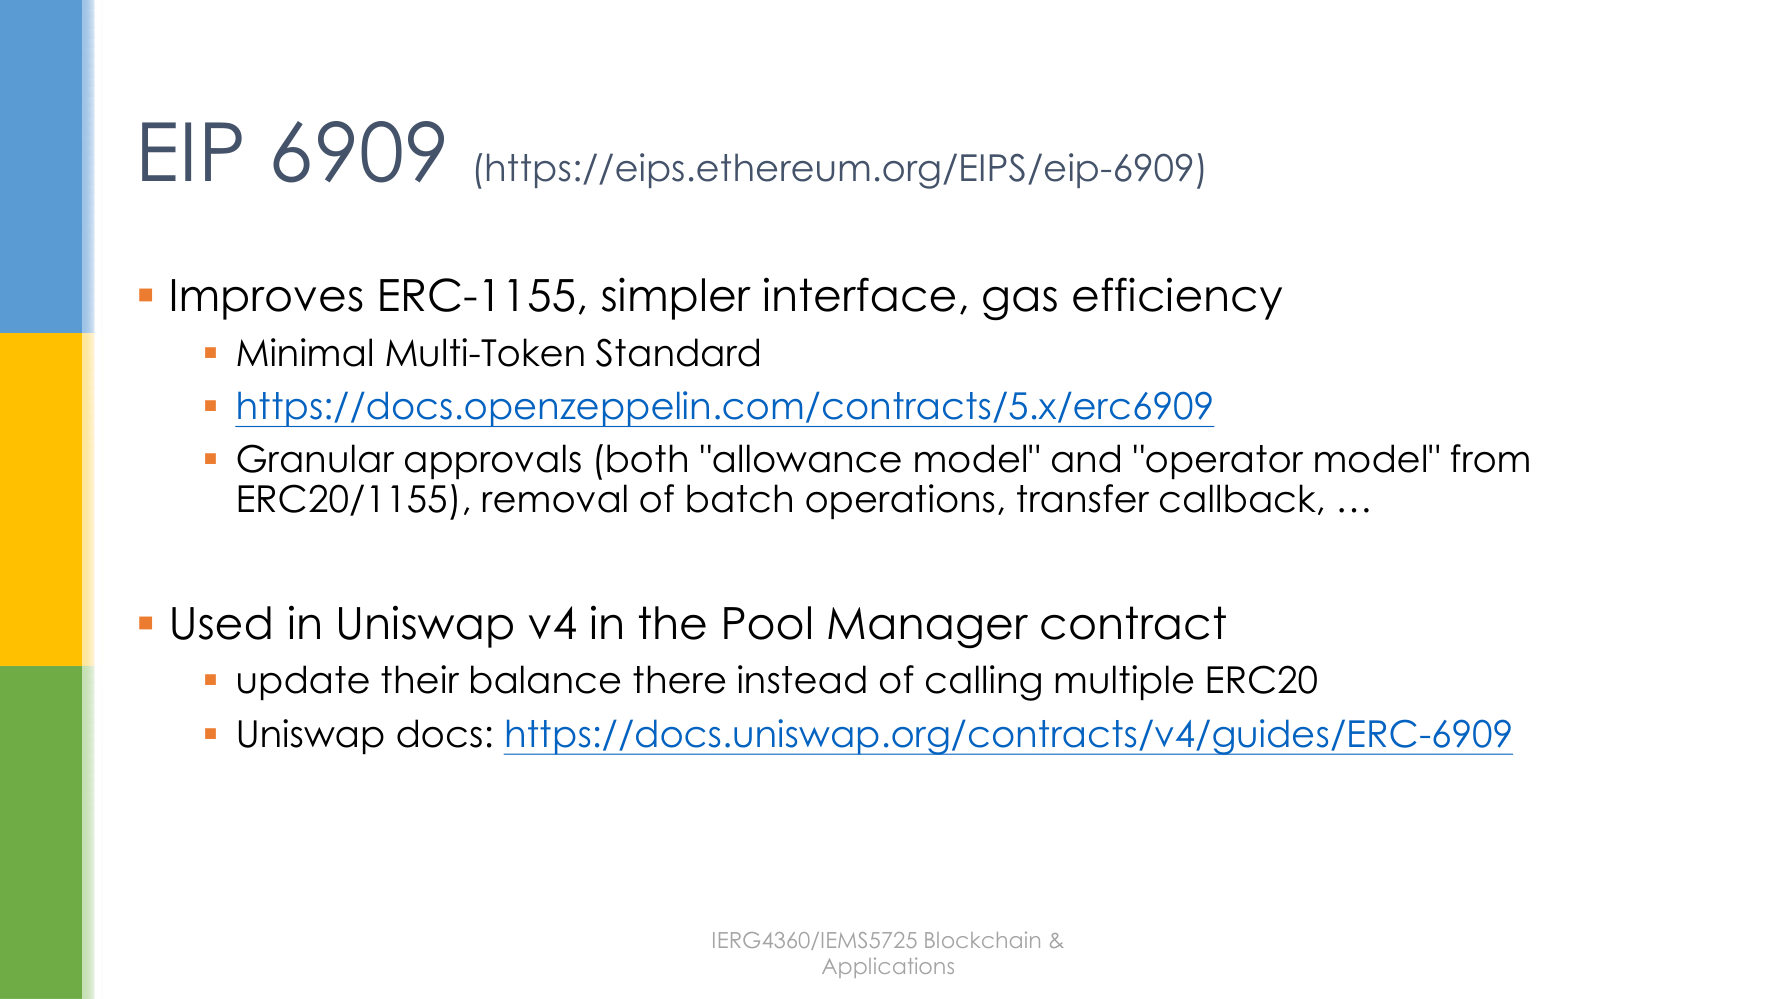 EIP 6909 (https://eips.ethereum.org/EIPS/eip-6909)
Improves ERC-1155, simpler interface, gas efficiency
Minimal Multi-Token Standard
https://docs.openzeppelin.com/contracts/5.x/erc6909
Granular approvals (both "allowance model" and "operator model" from
ERC20/1155), removal of batch operations, transfer callback, …
Used in Uniswap v4 in the Pool Manager contract
update their balance there instead of calling multiple ERC20
Uniswap docs: https://docs.uniswap.org/contracts/v4/guides/ERC-6909
IERG4360/IEMS5725 Blockchain &
Applications